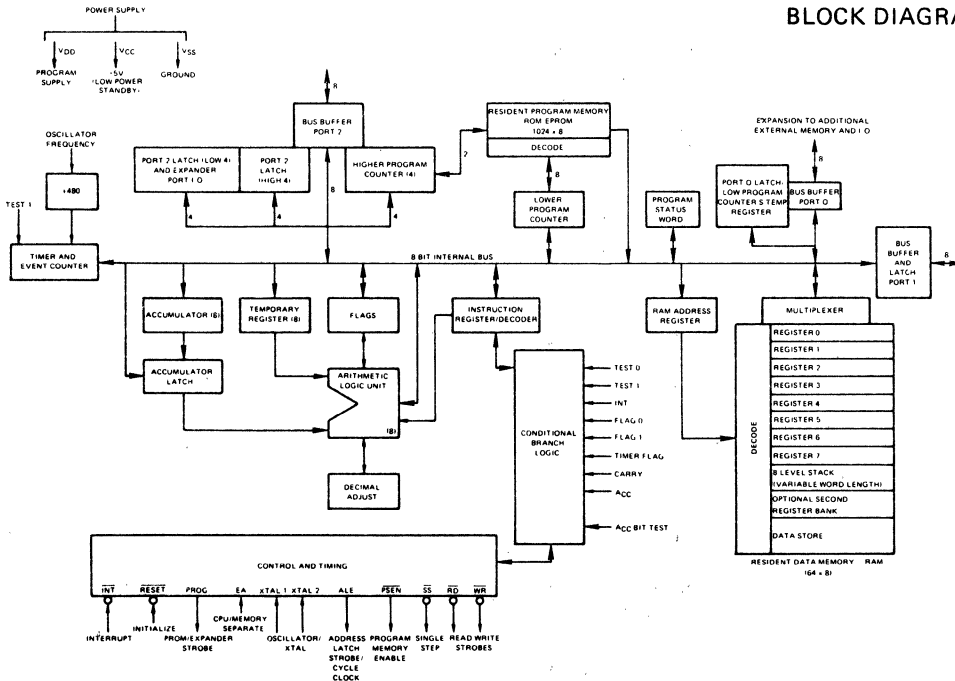 BLOCK DIAGRA
POWER SUPPLY
VDD
VCC
VSS
PROGRAM
SUPPLY
+5V
(LOW POWER
STANDBY)
GROUND
8
BUS BUFFER
PORT 2
RESIDENT PROGRAM MEMORY
ROM EPROM
1024 × 8
DECODE
EXPANSION TO ADDITIONAL
EXTERNAL MEMORY AND I O
8
OSCILLATOR
FREQUENCY
÷480
TEST 1
PORT 2 LATCH (LOW 4)
AND EXPANDER
PORT I O
PORT 2
LATCH
(HIGH 4)
HIGHER PROGRAM
COUNTER (4)
2
8
8
4
4
4
LOWER
PROGRAM
COUNTER
PROGRAM
STATUS
WORD
PORT O LATCH,
LOW PROGRAM
COUNTER S TEMP
REGISTER
BUS BUFFER
PORT O
TIMER AND
EVENT COUNTER
8 BIT INTERNAL BUS
BUS
BUFFER
AND
LATCH
PORT 1
8
ACCUMULATOR (8)
TEMPORARY
REGISTER (8)
FLAGS
INSTRUCTION
REGISTER/DECODER
RAM ADDRESS
REGISTER
MULTIPLEXER
ACCUMULATOR
LATCH
ARITHMETIC
LOGIC UNIT
(8)
DECIMAL
ADJUST
CONDITIONAL
BRANCH
LOGIC
TEST 0
TEST 1
INT
FLAG 0
FLAG 1
TIMER FLAG
CARRY
ACC
ACC BIT TEST
DECODE
REGISTER 0
REGISTER 1
REGISTER 2
REGISTER 3
REGISTER 4
REGISTER 5
REGISTER 6
REGISTER 7
8 LEVEL STACK
(VARIABLE WORD LENGTH)
OPTIONAL SECOND
REGISTER BANK
DATA STORE
RESIDENT DATA MEMORY RAM
(64 × 8)
CONTROL AND TIMING
INT RESET PROG EA XTAL 1 XTAL 2 ALE PSEN SS RD WR
INTERRUPT
INITIALIZE
PROM/EXPANDER
STROBE
CPU/MEMORY
SEPARATE
OSCILLATOR/
XTAL
ADDRESS
LATCH
STROBE/
CYCLE
CLOCK
PROGRAM
MEMORY
ENABLE
SINGLE
STEP
READ WRITE
STROBES